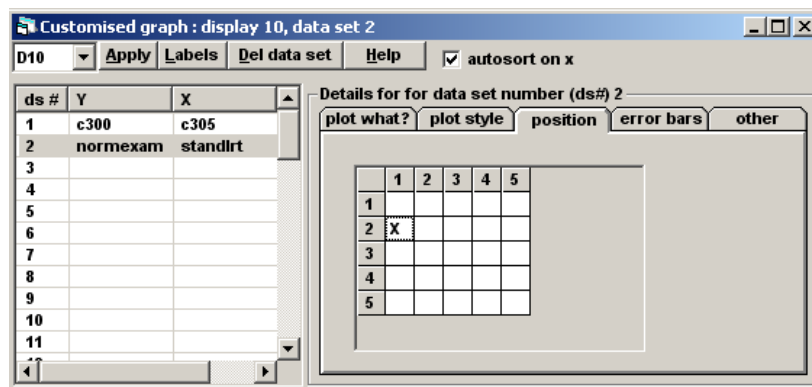 Customised graph : display 10, data set 2
D10 Apply Labels Del data set Help autosort on x
ds # Y X
1 c300 c305
2 normexam standlrt
3
4
5
6
7
8
9
10
11
Details for for data set number (ds#) 2
plot what? plot style position error bars other
1 2 3 4 5
1
2 X
3
4
5